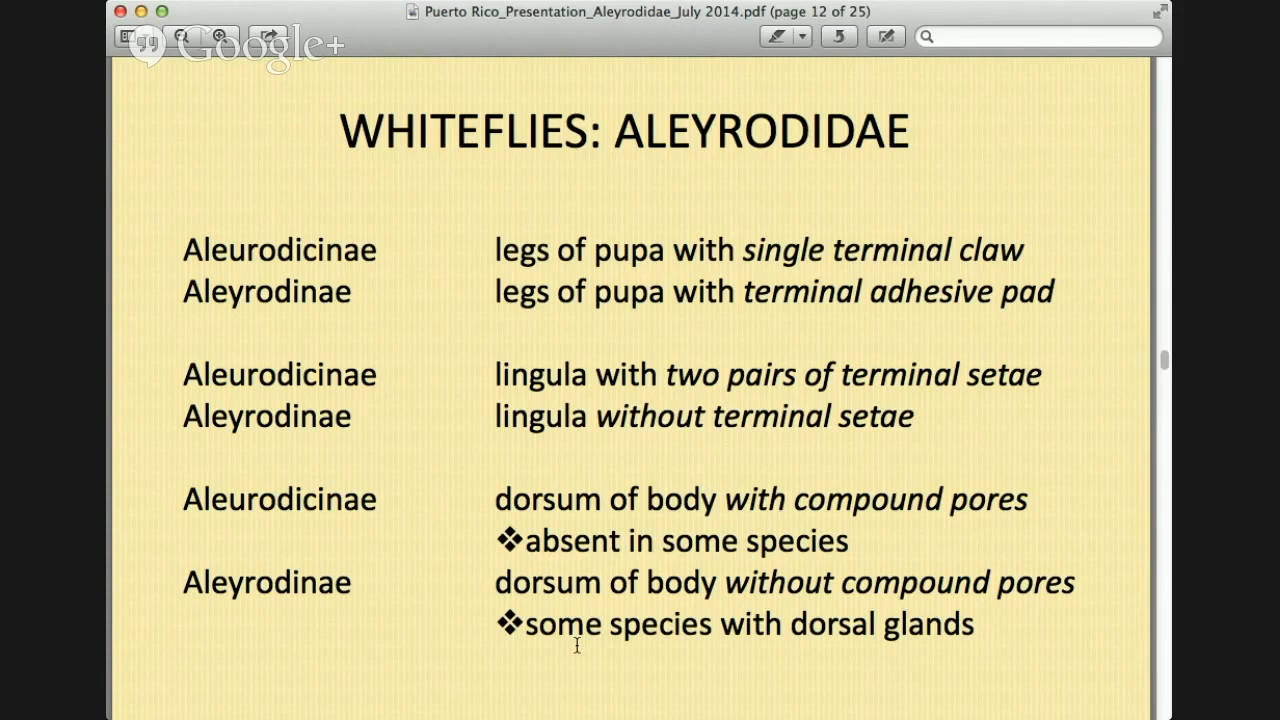 Puerto Rico_Presentation_Aleyrodidae_July 2014.pdf (page 12 of 25)
Google+
WHITEFLIES: ALEYRODIDAE
Aleurodicinae legs of pupa with single terminal claw
Aleyrodinae legs of pupa with terminal adhesive pad
Aleurodicinae lingula with two pairs of terminal setae
Aleyrodinae lingula without terminal setae
Aleurodicinae dorsum of body with compound pores
❖absent in some species
Aleyrodinae dorsum of body without compound pores
❖some species with dorsal glands